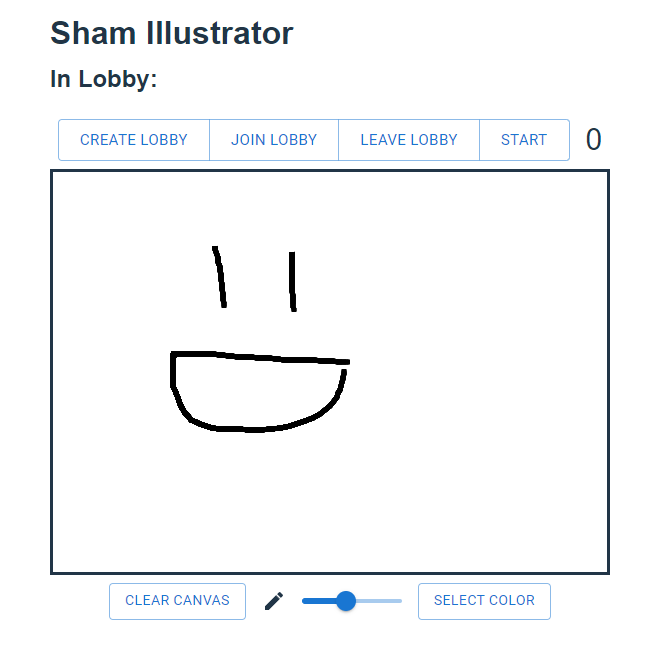 Sham Illustrator
In Lobby:
CREATE LOBBY JOIN LOBBY LEAVE LOBBY START 0
CLEAR CANVAS SELECT COLOR